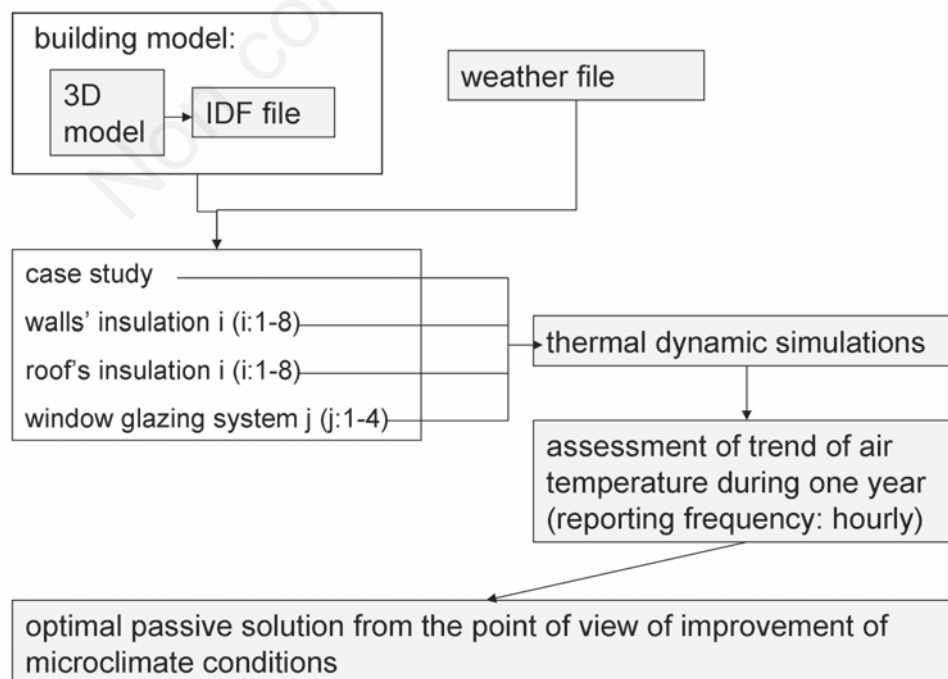 building model:
3D
model
IDF file
weather file
case study
walls' insulation i (i:1-8)
roof's insulation i (i:1-8)
window glazing system j (j:1-4)
thermal dynamic simulations
assessment of trend of air
temperature during one year
(reporting frequency: hourly)
optimal passive solution from the point of view of improvement of
microclimate conditions
Non co